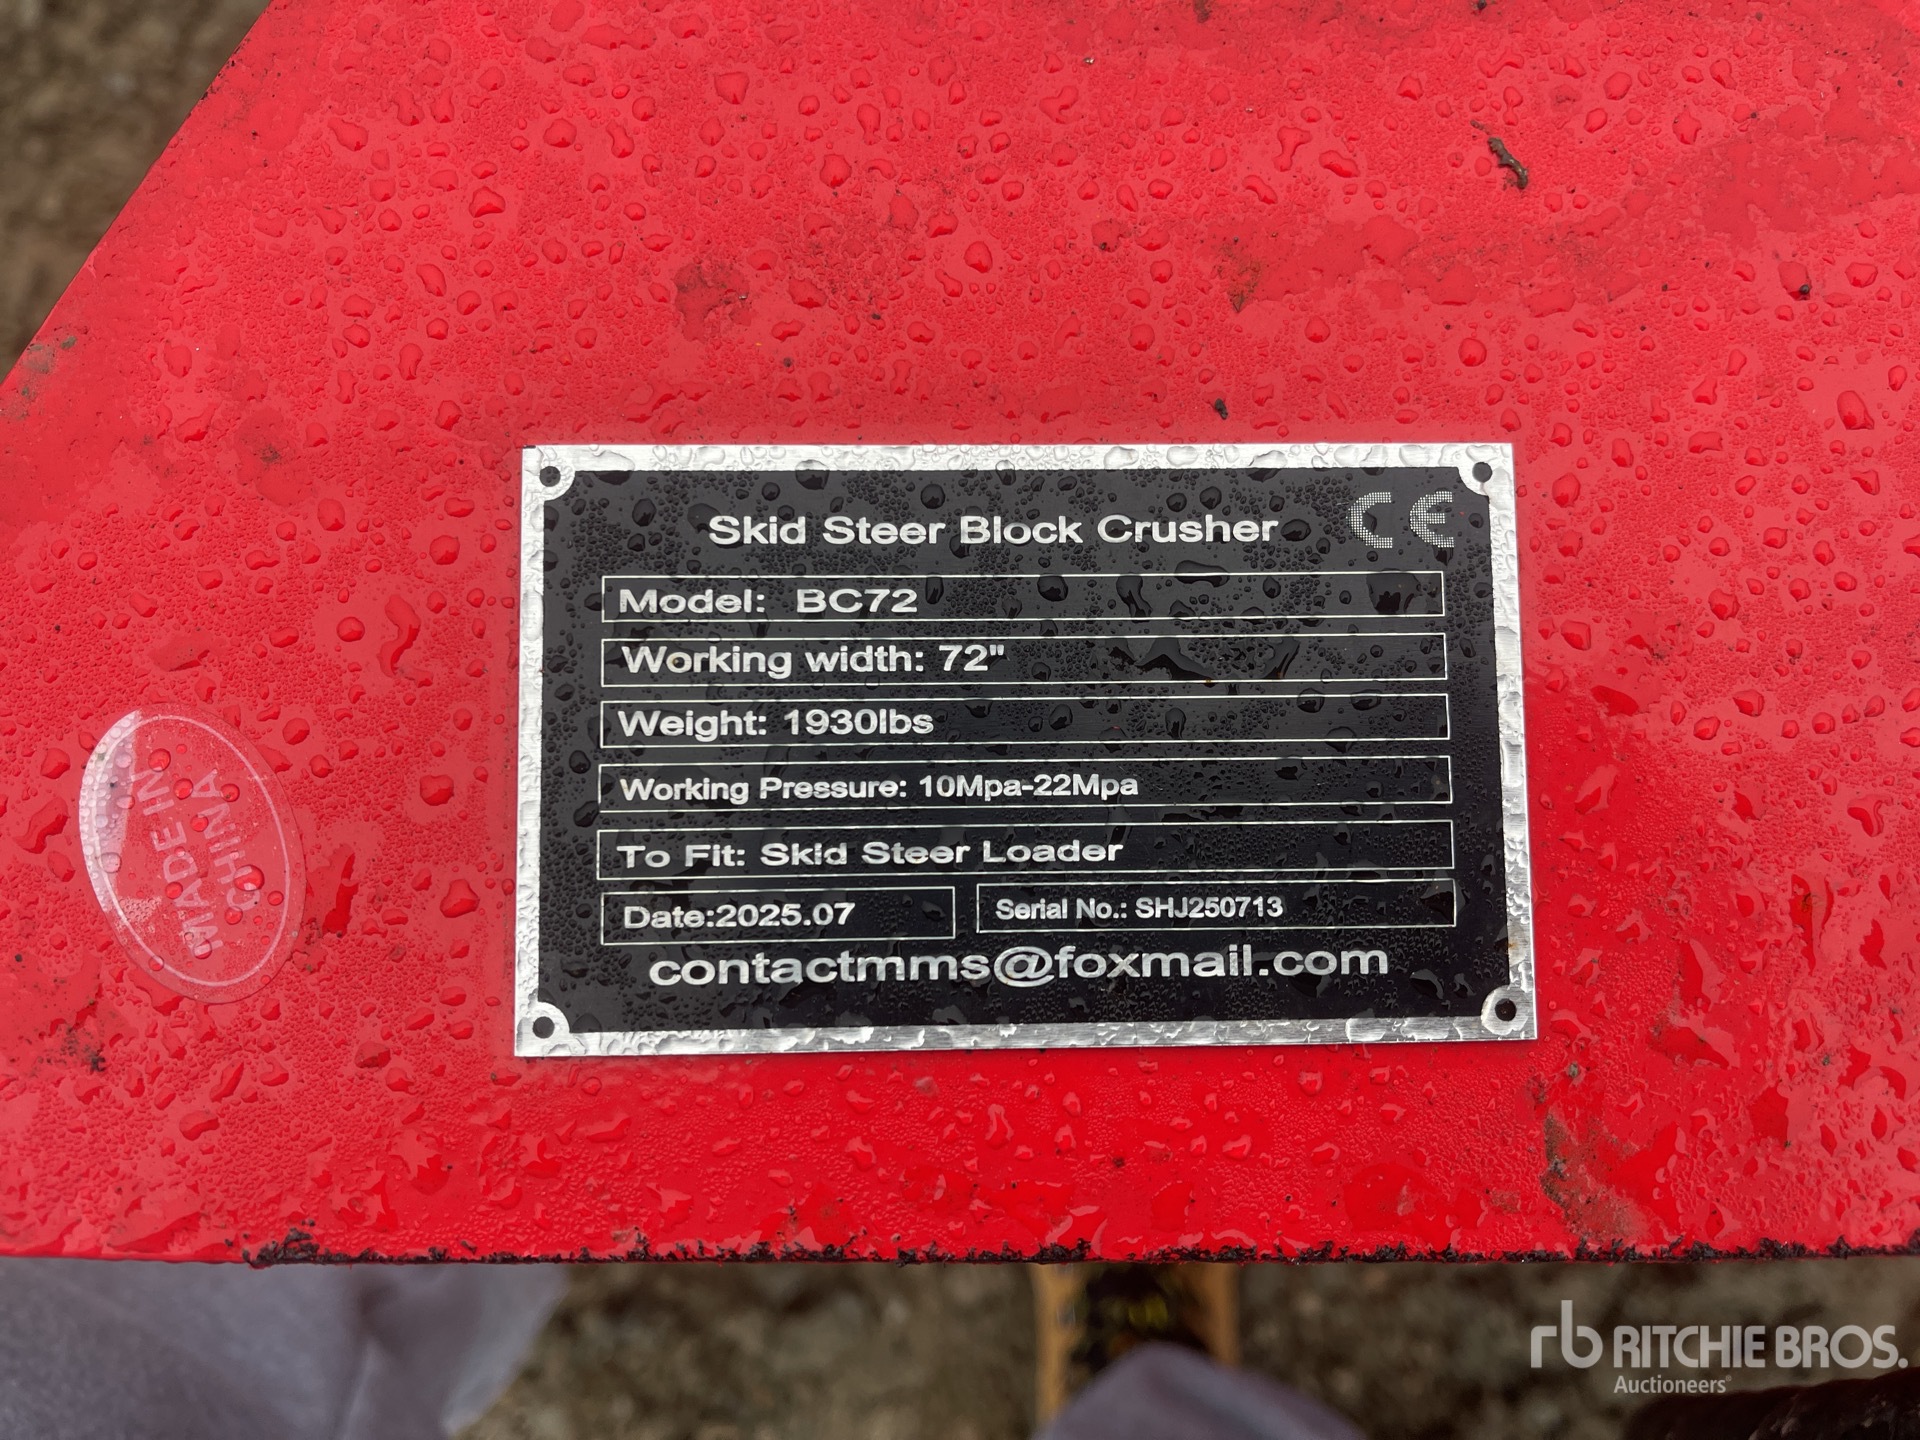 Skid Steer Block Crusher CE
Model: BC72
Working width: 72"
Weight: 1930lbs
Working Pressure: 10Mpa-22Mpa
To Fit: Skid Steer Loader
Date:2025.07 Serial No.: SHJ250713
contactmms@foxmail.com
MADE IN
CHINA
rb RITCHIE BROS.
Auctioneers